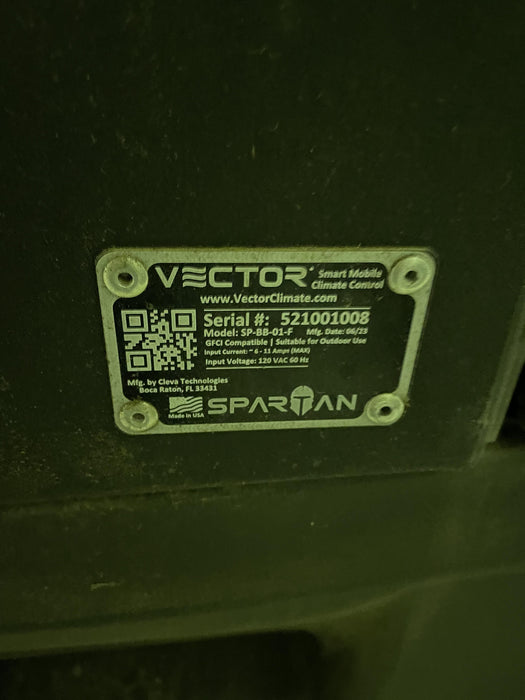 VECTOR Smart Mobile
Climate Control
www.VectorClimate.com
Serial #: 521001008
Model: SP-BB-01-F Mfg. Date: 06/23
GFCI Compatible | Suitable for Outdoor Use
Input Current: ~ 6 - 11 Amps (MAX)
Input Voltage: 120 VAC 60 Hz
Mfg. by Cleva Technologies
Boca Raton, FL 33431
Made in USA
SPARTAN